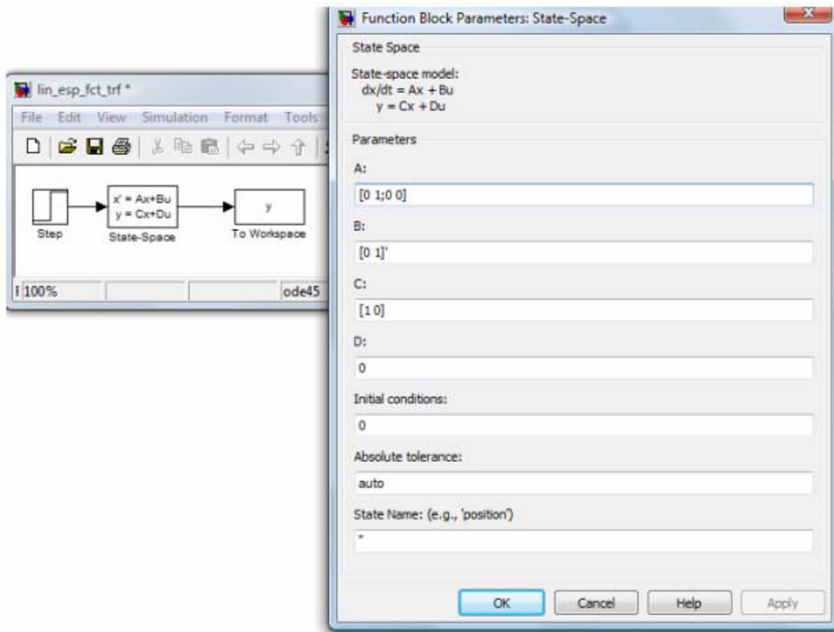 Function Block Parameters: State-Space
State Space
State-space model:
dx/dt = Ax + Bu
y = Cx + Du
Parameters
A:
[0 1;0 0]
B:
[0 1]'
C:
[1 0]
D:
0
Initial conditions:
0
Absolute tolerance:
auto
State Name: (e.g., 'position')
''
OK Cancel Help Apply
lin_esp_fct_trf *
File Edit View Simulation Format Tools
x' = Ax+Bu
y = Cx+Du
y
Step
State-Space
To Workspace
100% ode45